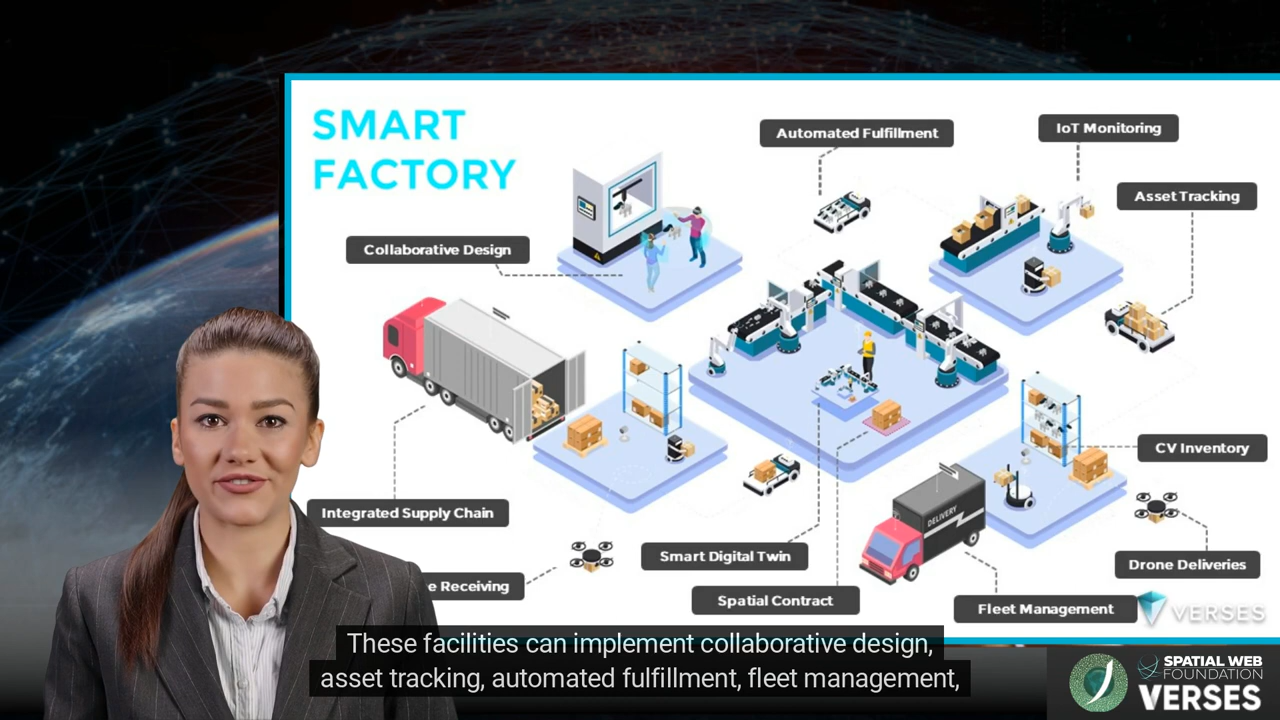 SMART
FACTORY
Automated Fulfillment
IoT Monitoring
Asset Tracking
Collaborative Design
CV Inventory
Integrated Supply Chain
Smart Digital Twin
Drone Deliveries
e Receiving
Spatial Contract
Fleet Management
DELIVERY
VERSES
These facilities can implement collaborative design,
asset tracking, automated fulfillment, fleet management,
SPATIAL WEB
FOUNDATION
VERSES